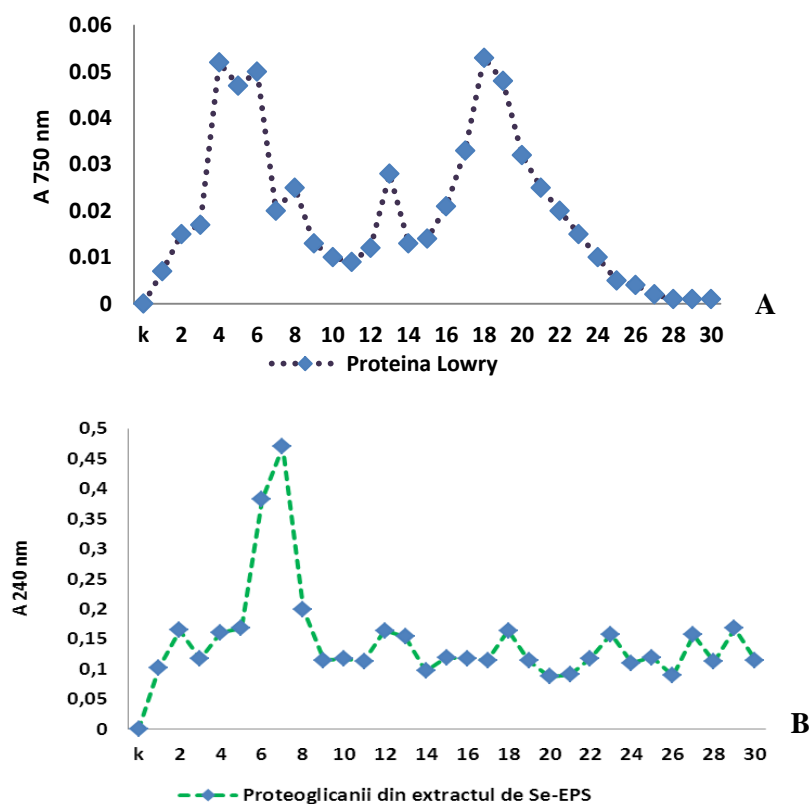 0.06
0.05
0.04
0.03
0.02
0.01
0
A 750 nm
k 2 4 6 8 10 12 14 16 18 20 22 24 26 28 30
A
Proteina Lowry
0,5
0,45
0,4
0,35
0,3
0,25
0,2
0,15
0,1
0,05
0
A 240 nm
k 2 4 6 8 10 12 14 16 18 20 22 24 26 28 30
B
Proteoglicanii din extractul de Se-EPS